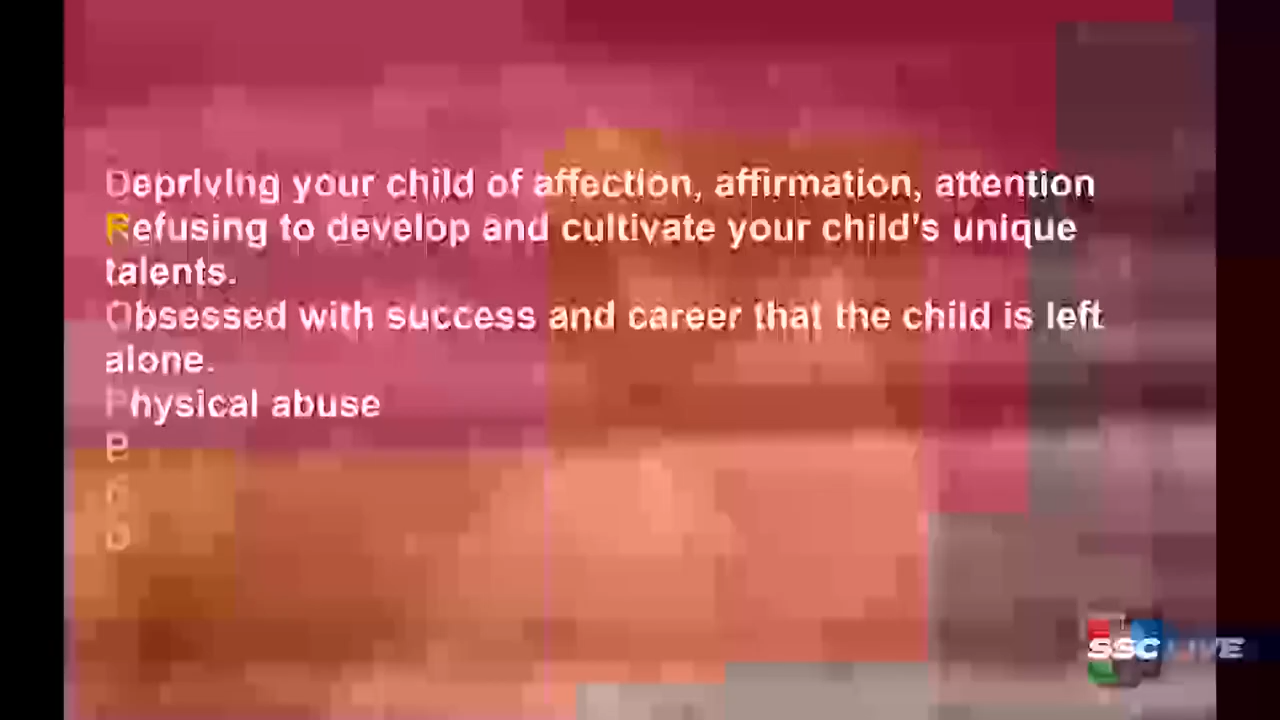 Depriving your child of affection, affirmation, attention
Refusing to develop and cultivate your child's unique
talents.
Obsessed with success and career that the child is left
alone.
Physical abuse
P
SSC LIVE